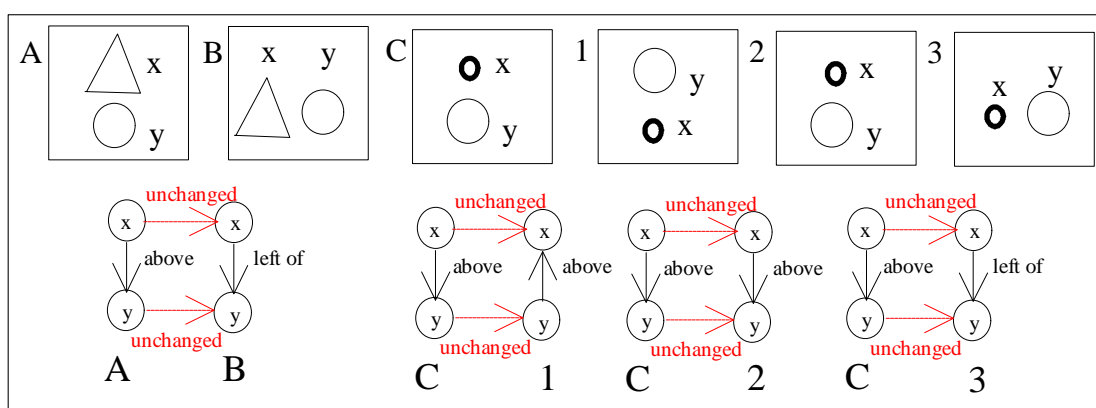 A x y
B x y
C x y
1 y x
2 x y
3 x y
unchanged
x x
above left of
y y
unchanged
A B
unchanged
x x
above above
y y
unchanged
C 1
unchanged
x x
above above
y y
unchanged
C 2
unchanged
x x
above left of
y y
unchanged
C 3